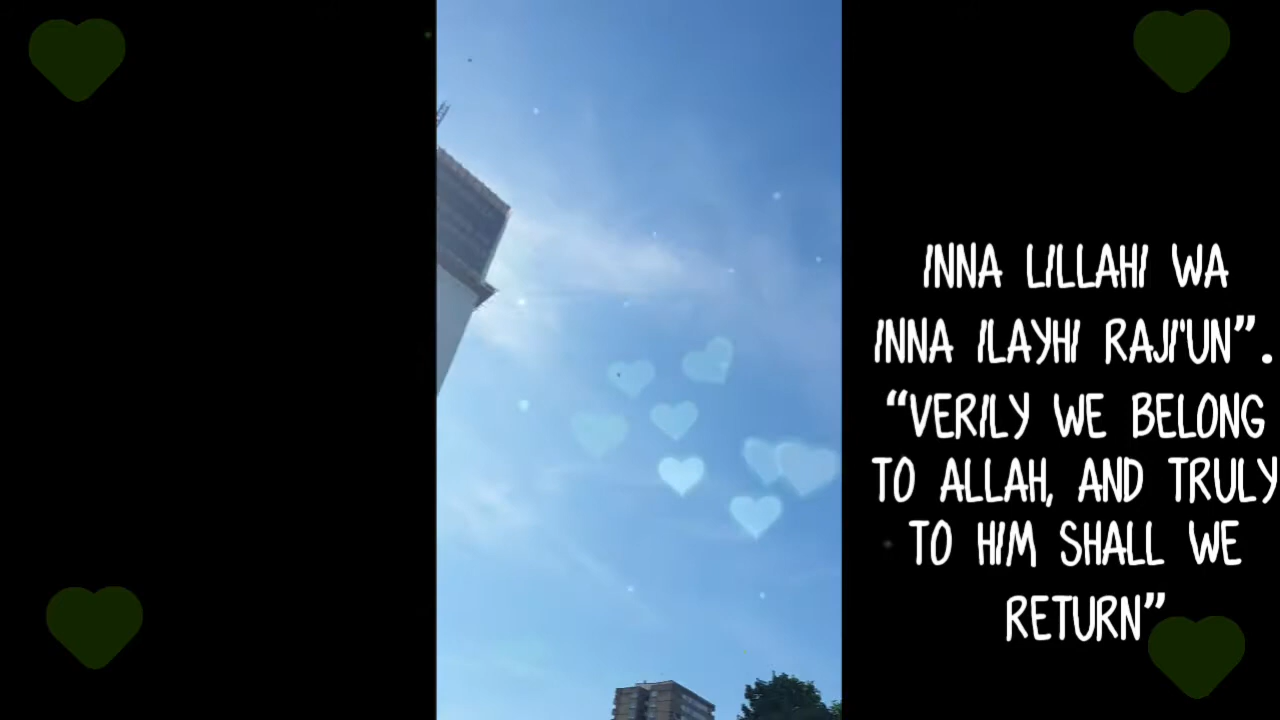 INNA LILLAHI WA
INNA ILAYHI RAJI'UN”.
“VERILY WE BELONG
TO ALLAH, AND TRULY
TO HIM SHALL WE
RETURN”